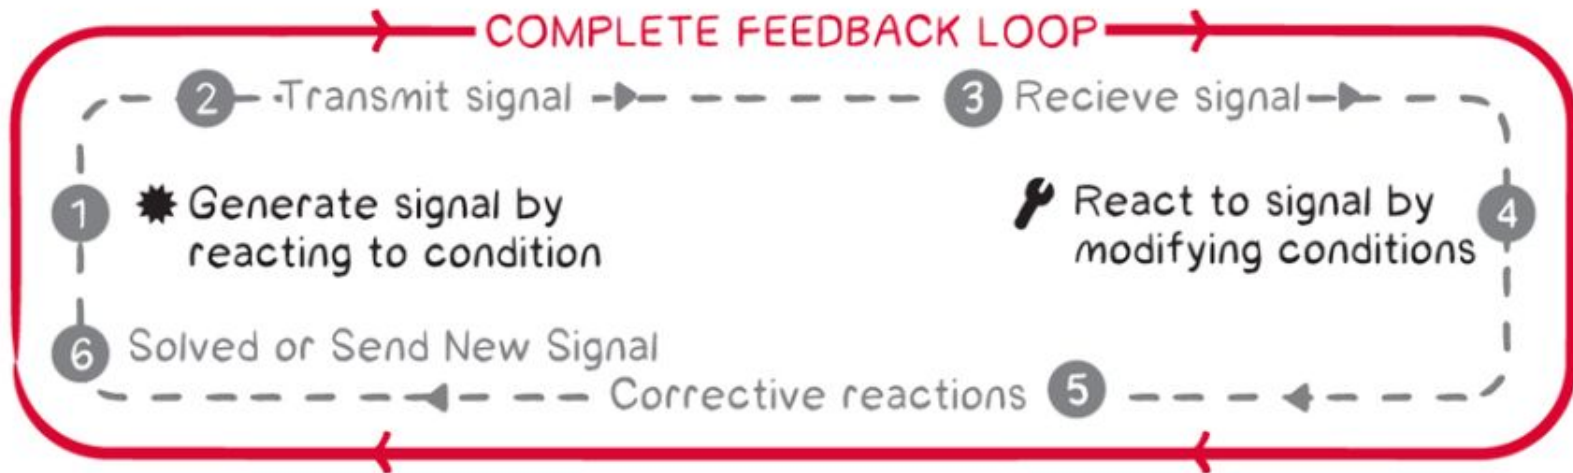 COMPLETE FEEDBACK LOOP
2 Transmit signal
3 Recieve signal
1 Generate signal by
reacting to condition
React to signal by 4
modifying conditions
6 Solved or Send New Signal
Corrective reactions 5